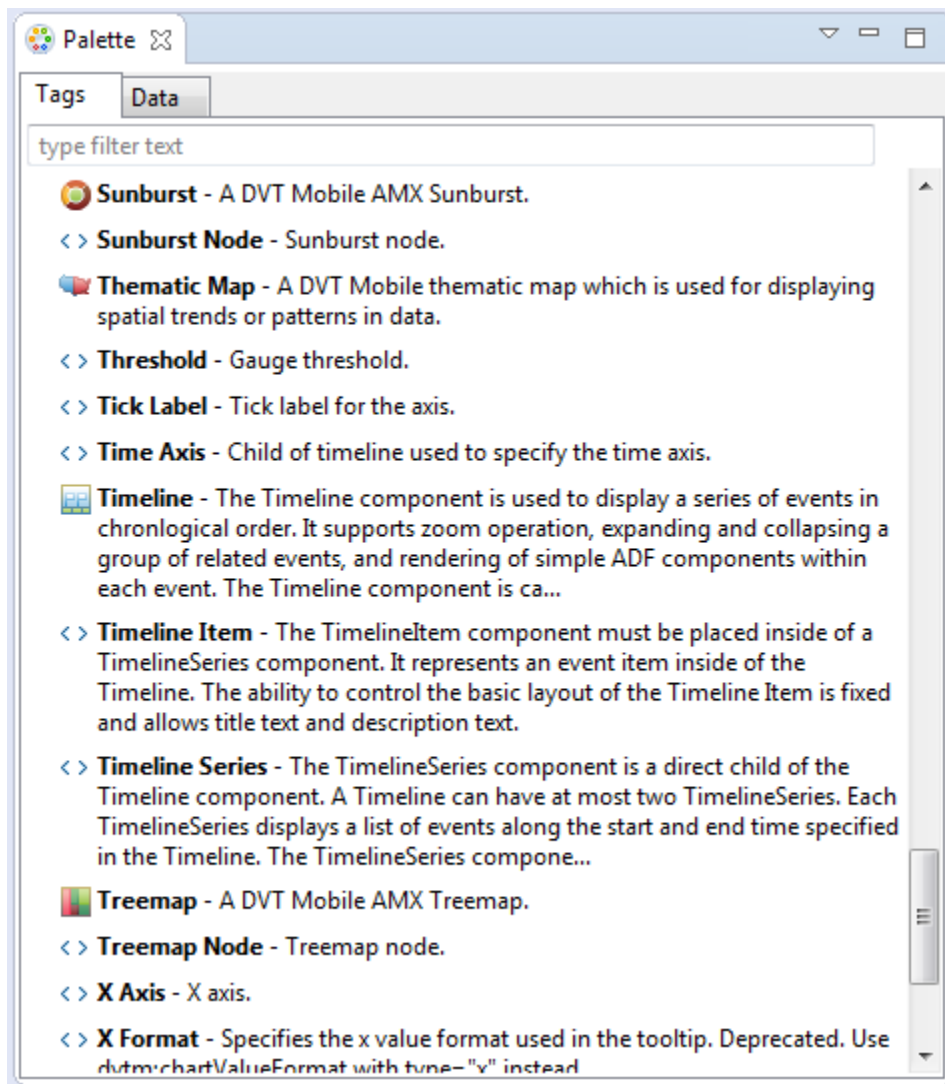 Palette
Tags Data
type filter text
Sunburst - A DVT Mobile AMX Sunburst.
< > Sunburst Node - Sunburst node.
Thematic Map - A DVT Mobile thematic map which is used for displaying
spatial trends or patterns in data.
< > Threshold - Gauge threshold.
< > Tick Label - Tick label for the axis.
< > Time Axis - Child of timeline used to specify the time axis.
Timeline - The Timeline component is used to display a series of events in
chronlogical order. It supports zoom operation, expanding and collapsing a
group of related events, and rendering of simple ADF components within
each event. The Timeline component is ca...
< > Timeline Item - The TimelineItem component must be placed inside of a
TimelineSeries component. It represents an event item inside of the
Timeline. The ability to control the basic layout of the Timeline Item is fixed
and allows title text and description text.
< > Timeline Series - The TimelineSeries component is a direct child of the
Timeline component. A Timeline can have at most two TimelineSeries. Each
TimelineSeries displays a list of events along the start and end time specified
in the Timeline. The TimelineSeries compone...
Treemap - A DVT Mobile AMX Treemap.
< > Treemap Node - Treemap node.
< > X Axis - X axis.
< > X Format - Specifies the x value format used in the tooltip. Deprecated. Use
dvtm:chartValueFormat with type="x" instead